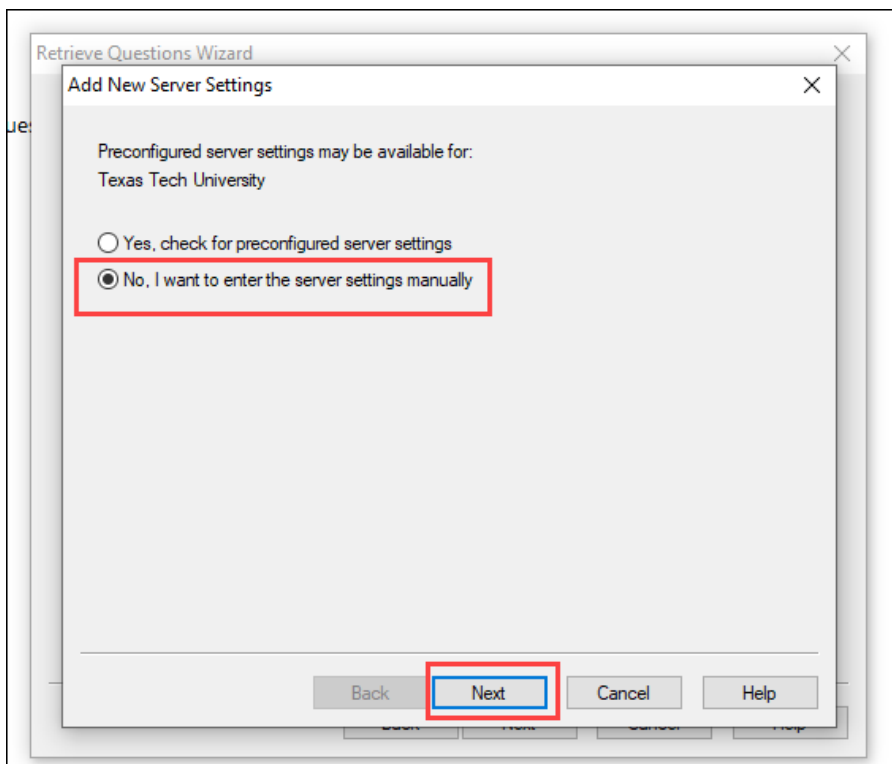 Retrieve Questions Wizard
Add New Server Settings
Preconfigured server settings may be available for:
Texas Tech University
Yes, check for preconfigured server settings
No, I want to enter the server settings manually
Back Next Cancel Help